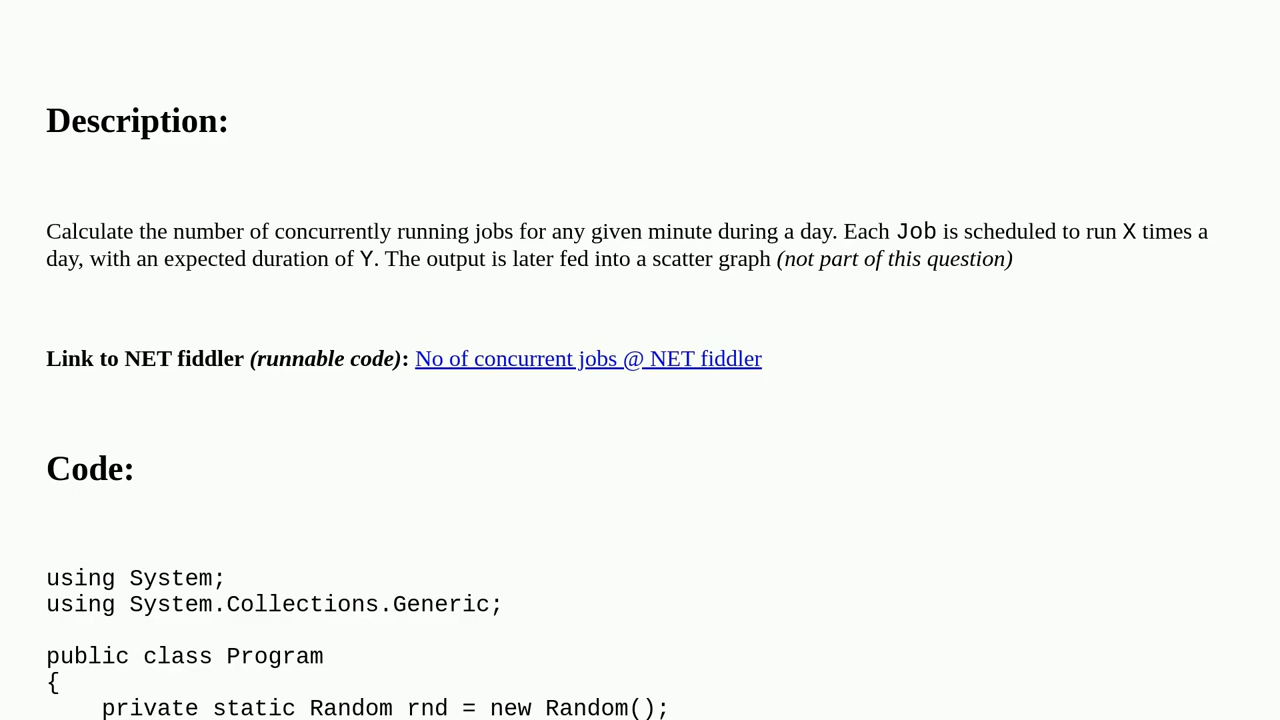 Description:
Calculate the number of concurrently running jobs for any given minute during a day. Each Job is scheduled to run X times a
day, with an expected duration of Y. The output is later fed into a scatter graph (not part of this question)
Link to NET fiddler (runnable code): No of concurrent jobs @ NET fiddler
Code:
using System;
using System.Collections.Generic;
public class Program
{
    private static Random rnd = new Random();